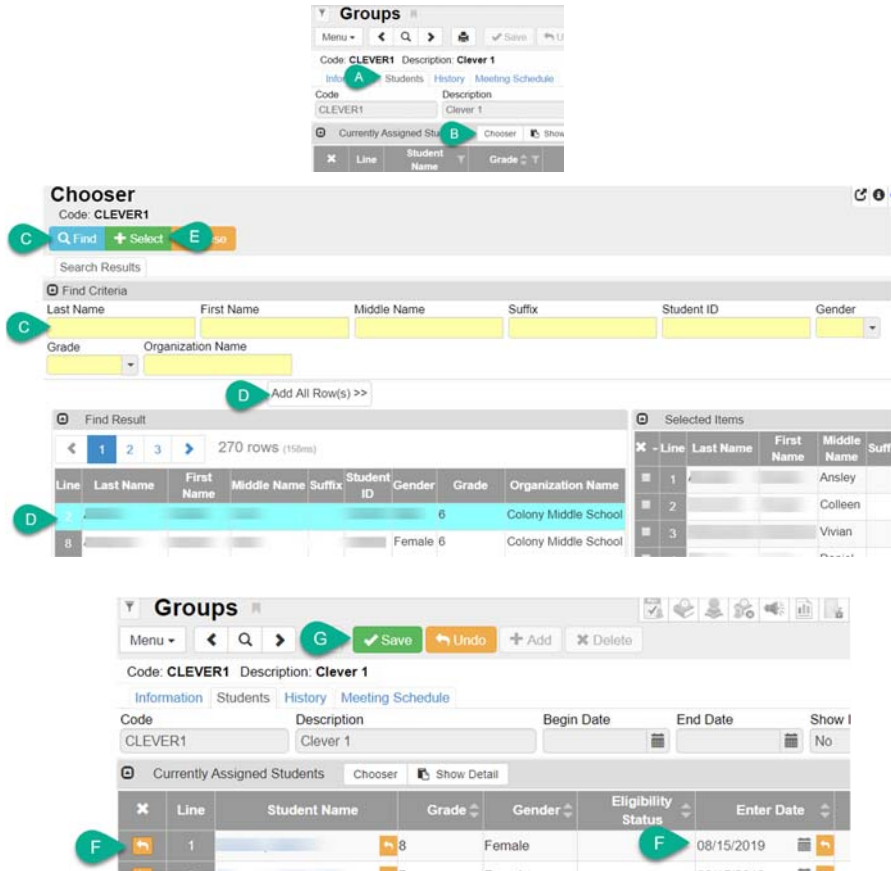 Groups
Menu Save
Code: CLEVER1 Description: Clever 1
A Students History Meeting Schedule
Code Description
CLEVER1 Clever 1
Currently Assigned B Chooser Show
Line Student Name Grade
Chooser
Code: CLEVER1
C Find Select E
Search Results
Find Criteria
Last Name First Name Middle Name Suffix Student ID Gender
C
Grade Organization Name
D Add All Row(s) >>
Find Result Selected Items
1 2 3 270 rows (156ms)
Line Last Name First Name Middle Name Suffix Student ID Gender Grade Organization Name - Line Last Name First Name Middle Name
1 Ansley
D 2 6 Colony Middle School
2 Colleen
8 Female 6 Colony Middle School
3 Vivian
Groups
Menu G Save Undo Add Delete
Code: CLEVER1 Description: Clever 1
Information Students History Meeting Schedule
Code Description Begin Date End Date
CLEVER1 Clever 1 No
Currently Assigned Students Chooser Show Detail
Line Student Name Grade Gender Eligibility Status Enter Date
F 1 8 Female F 08/15/2019